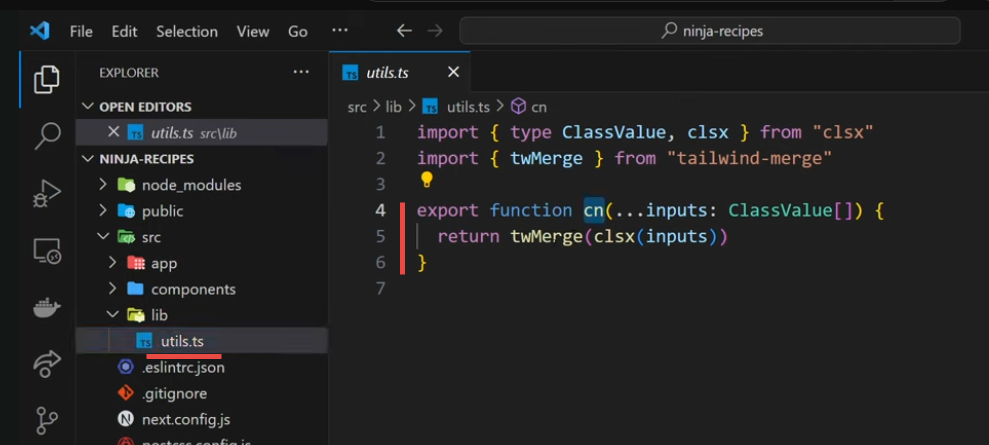 File Edit Selection View Go ··· ninja-recipes
EXPLORER ···
OPEN EDITORS
TS utils.ts src\lib
NINJA-RECIPES
node_modules
public
src
app
components
lib
TS utils.ts
.eslintrc.json
.gitignore
N next.config.js
postcss.config.js
TS utils.ts
src > lib > TS utils.ts > cn
1 import { type ClassValue, clsx } from "clsx"
2 import { twMerge } from "tailwind-merge"
3
4 export function cn(...inputs: ClassValue[]) {
5 return twMerge(clsx(inputs))
6 }
7